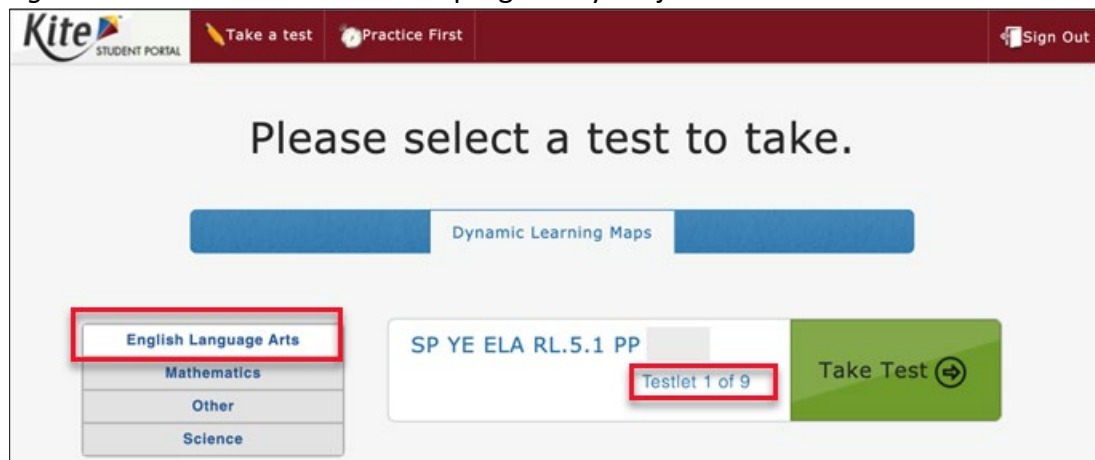 Kite STUDENT PORTAL Take a test Practice First Sign Out
Please select a test to take.
Dynamic Learning Maps
English Language Arts
Mathematics
Other
Science
SP YE ELA RL.5.1 PP
Testlet 1 of 9
Take Test